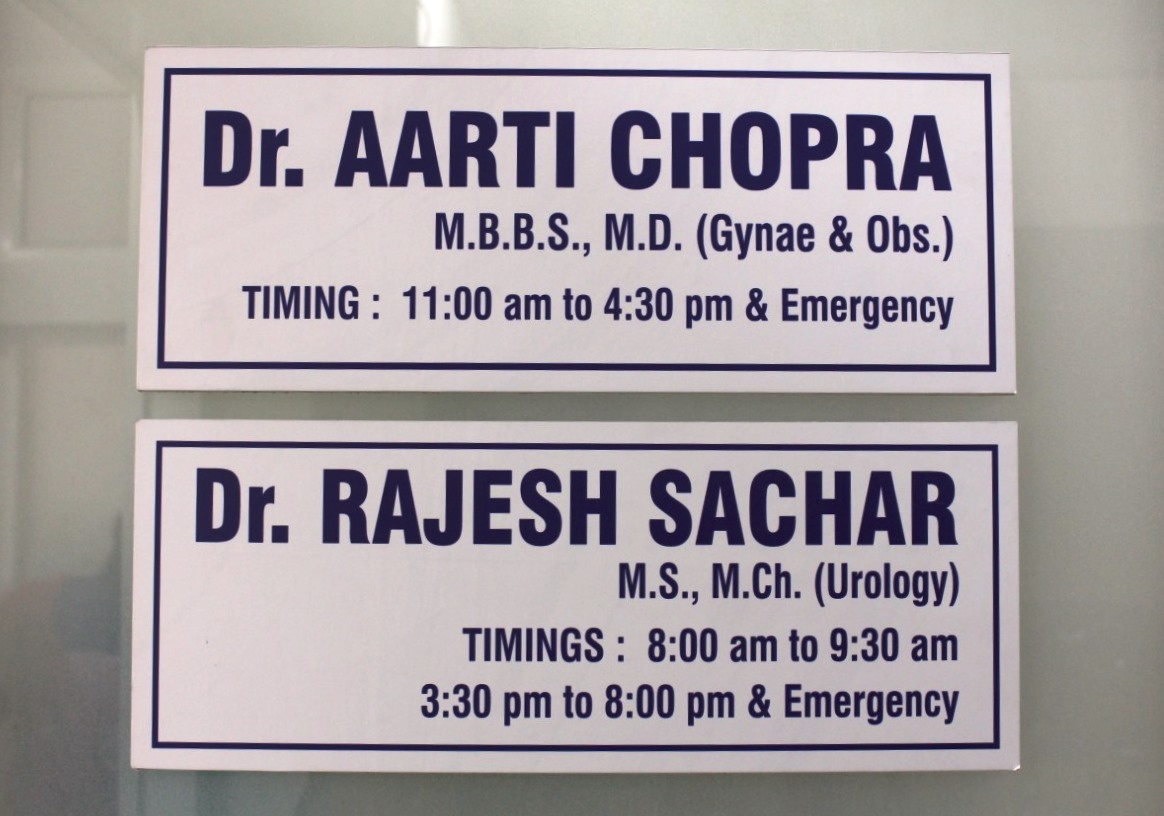 Dr. AARTI CHOPRA
M.B.B.S., M.D. (Gynae & Obs.)
TIMING : 11:00 am to 4:30 pm & Emergency
Dr. RAJESH SACHAR
M.S., M.Ch. (Urology)
TIMINGS : 8:00 am to 9:30 am
3:30 pm to 8:00 pm & Emergency